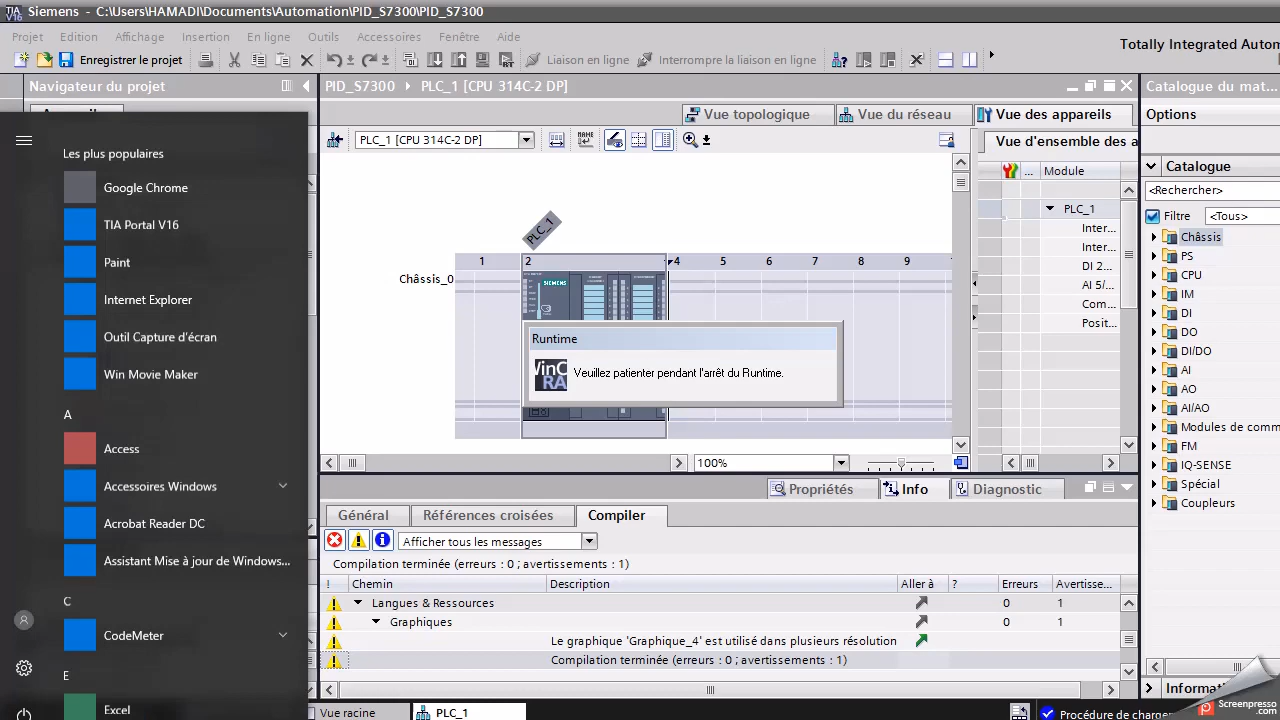 Siemens - C:\Users\HAMADI\Documents\Automation\PID_S7300\PID_S7300
TIA
V16
Projet Edition Affichage Insertion En ligne Outils Accessoires Fenêtre Aide
Totally Integrated Autom
Enregistrer le projet
Liaison en ligne
Interrompre la liaison en ligne
Navigateur du projet
PID_S7300 PLC_1 [CPU 314C-2 DP]
Catalogue du mat...
Vue topologique
Vue du réseau
Vue des appareils
Options
PLC_1 [CPU 314C-2 DP]
NAME
Vue d'ensemble des a
... Module
PLC_1
Inter...
Inter...
DI 2...
AI 5/...
Com...
Posit...
PLC_1
1 2 4 5 6 7 8 9
Châssis_0
SIEMENS
Runtime
WinC
RA
Veuillez patienter pendant l'arrêt du Runtime.
100%
Catalogue
<Rechercher>
Filtre <Tous>
Châssis
PS
CPU
IM
DI
DO
DI/DO
AI
AO
AI/AO
Modules de comm
FM
IQ-SENSE
Spécial
Coupleurs
Informati
Les plus populaires
Google Chrome
TIA Portal V16
Paint
Internet Explorer
Outil Capture d'écran
Win Movie Maker
A
Access
Accessoires Windows
Acrobat Reader DC
Assistant Mise à jour de Windows...
C
CodeMeter
E
Excel
Propriétés
Info
Diagnostic
Général
Références croisées
Compiler
Afficher tous les messages
Compilation terminée (erreurs : 0 ; avertissements : 1)
! Chemin Description Aller à ? Erreurs Avertisse...
Langues & Ressources 0 1
Graphiques 0 1
Le graphique 'Graphique_4' est utilisé dans plusieurs résolution
Compilation terminée (erreurs : 0 ; avertissements : 1)
Vue racine
PLC_1
Procédure de charger
Screenpresso
.com